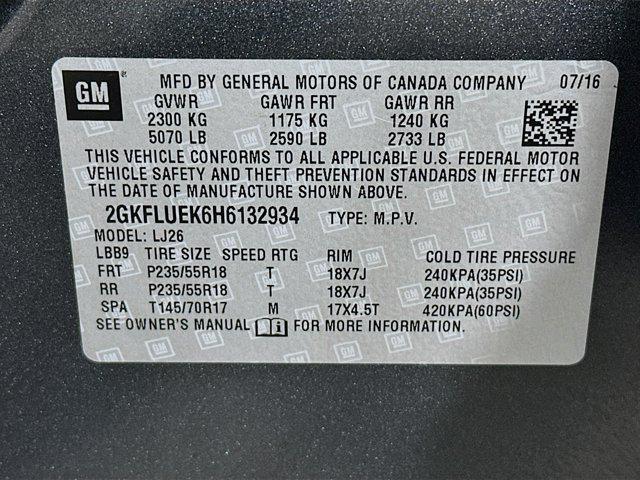 GM MFD BY GENERAL MOTORS OF CANADA COMPANY 07/16
GVWR GAWR FRT GAWR RR
2300 KG 1175 KG 1240 KG
5070 LB 2590 LB 2733 LB
THIS VEHICLE CONFORMS TO ALL APPLICABLE U.S. FEDERAL MOTOR
VEHICLE SAFETY AND THEFT PREVENTION STANDARDS IN EFFECT ON
THE DATE OF MANUFACTURE SHOWN ABOVE.
2GKFLUEK6H6132934 TYPE: M.P.V.
MODEL: LJ26
LBB9 TIRE SIZE SPEED RTG RIM COLD TIRE PRESSURE
FRT P235/55R18 T 18X7J 240KPA(35PSI)
RR P235/55R18 T 18X7J 240KPA(35PSI)
SPA T145/70R17 M 17X4.5T 420KPA(60PSI)
SEE OWNER'S MANUAL FOR MORE INFORMATION.